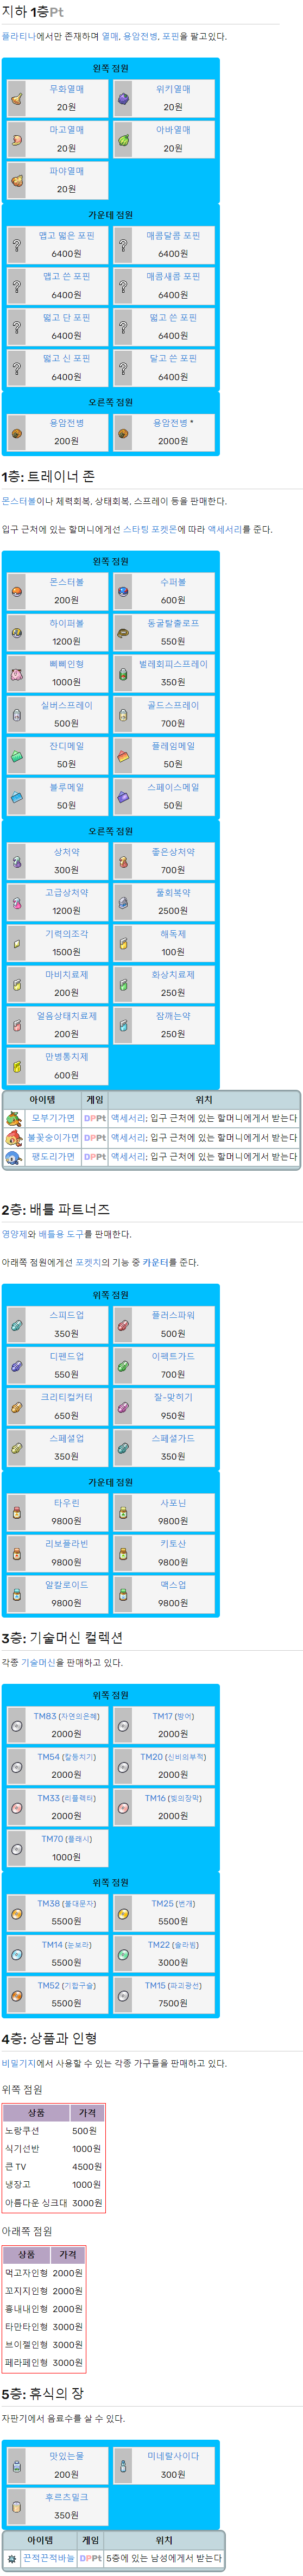 지하 1층Pt
플라티나에서만 존재하며 열매, 용암전병, 포핀을 팔고있다.
왼쪽 점원
무화열매 위키열매
20원 20원
마고열매 아바열매
20원 20원
파야열매
20원
가운데 점원
맵고 떫은 포핀 매콤달콤 포핀
6400원 6400원
맵고 쓴 포핀 매콤새콤 포핀
6400원 6400원
떫고 단 포핀 떫고 쓴 포핀
6400원 6400원
떫고 신 포핀 달고 쓴 포핀
6400원 6400원
오른쪽 점원
용암전병 용암전병 *
200원 2000원
1층: 트레이너 존
몬스터볼이나 체력회복, 상태회복, 스프레이 등을 판매한다.
입구 근처에 있는 할머니에게선 스타팅 포켓몬에 따라 액세서리를 준다.
왼쪽 점원
몬스터볼 수퍼볼
200원 600원
하이퍼볼 동굴탈출로프
1200원 550원
삐삐인형 벌레회피스프레이
1000원 350원
실버스프레이 골드스프레이
500원 700원
잔디메일 플레임메일
50원 50원
블루메일 스페이스메일
50원 50원
오른쪽 점원
상처약 좋은상처약
300원 700원
고급상처약 풀회복약
1200원 2500원
기력의조각 해독제
1500원 100원
마비치료제 화상치료제
200원 250원
얼음상태치료제 잠깨는약
200원 250원
만병통치제
600원
아이템 게임 위치
모부기가면 DPPt 액세서리; 입구 근처에 있는 할머니에게서 받는다
불꽃숭이가면 DPPt 액세서리; 입구 근처에 있는 할머니에게서 받는다
팽도리가면 DPPt 액세서리; 입구 근처에 있는 할머니에게서 받는다
2층: 배틀 파트너즈
영양제와 배틀용 도구를 판매한다.
아래쪽 점원에게선 포켓치의 기능 중 카운터를 준다.
위쪽 점원
스피드업 플러스파워
350원 500원
디펜드업 이펙트가드
550원 700원
크리티컬커터 잘-맞히기
650원 950원
스페셜업 스페셜가드
350원 350원
가운데 점원
타우린 사포닌
9800원 9800원
리보플라빈 키토산
9800원 9800원
알칼로이드 맥스업
9800원 9800원
3층: 기술머신 컬렉션
각종 기술머신을 판매하고 있다.
위쪽 점원
TM83 (자연의은혜) TM17 (방어)
2000원 2000원
TM54 (칼등치기) TM20 (신비의부적)
2000원 2000원
TM33 (리플렉터) TM16 (빛의장막)
2000원 2000원
TM70 (플래시)
1000원
위쪽 점원
TM38 (불대문자) TM25 (번개)
5500원 5500원
TM14 (눈보라) TM22 (솔라빔)
5500원 3000원
TM52 (기합구슬) TM15 (파괴광선)
5500원 7500원
4층: 상품과 인형
비밀기지에서 사용할 수 있는 각종 가구들을 판매하고 있다.
위쪽 점원
상품 가격
노랑쿠션 500원
식기선반 1000원
큰 TV 4500원
냉장고 1000원
아름다운 싱크대 3000원
아래쪽 점원
상품 가격
먹고자인형 2000원
꼬지지인형 2000원
흉내내인형 2000원
타만타인형 3000원
브이젤인형 3000원
페라페인형 3000원
5층: 휴식의 장
자판기에서 음료수를 살 수 있다.
맛있는물 미네랄사이다
200원 300원
후르츠밀크
350원
아이템 게임 위치
끈적끈적바늘 DPPt 5층에 있는 남성에게서 받는다